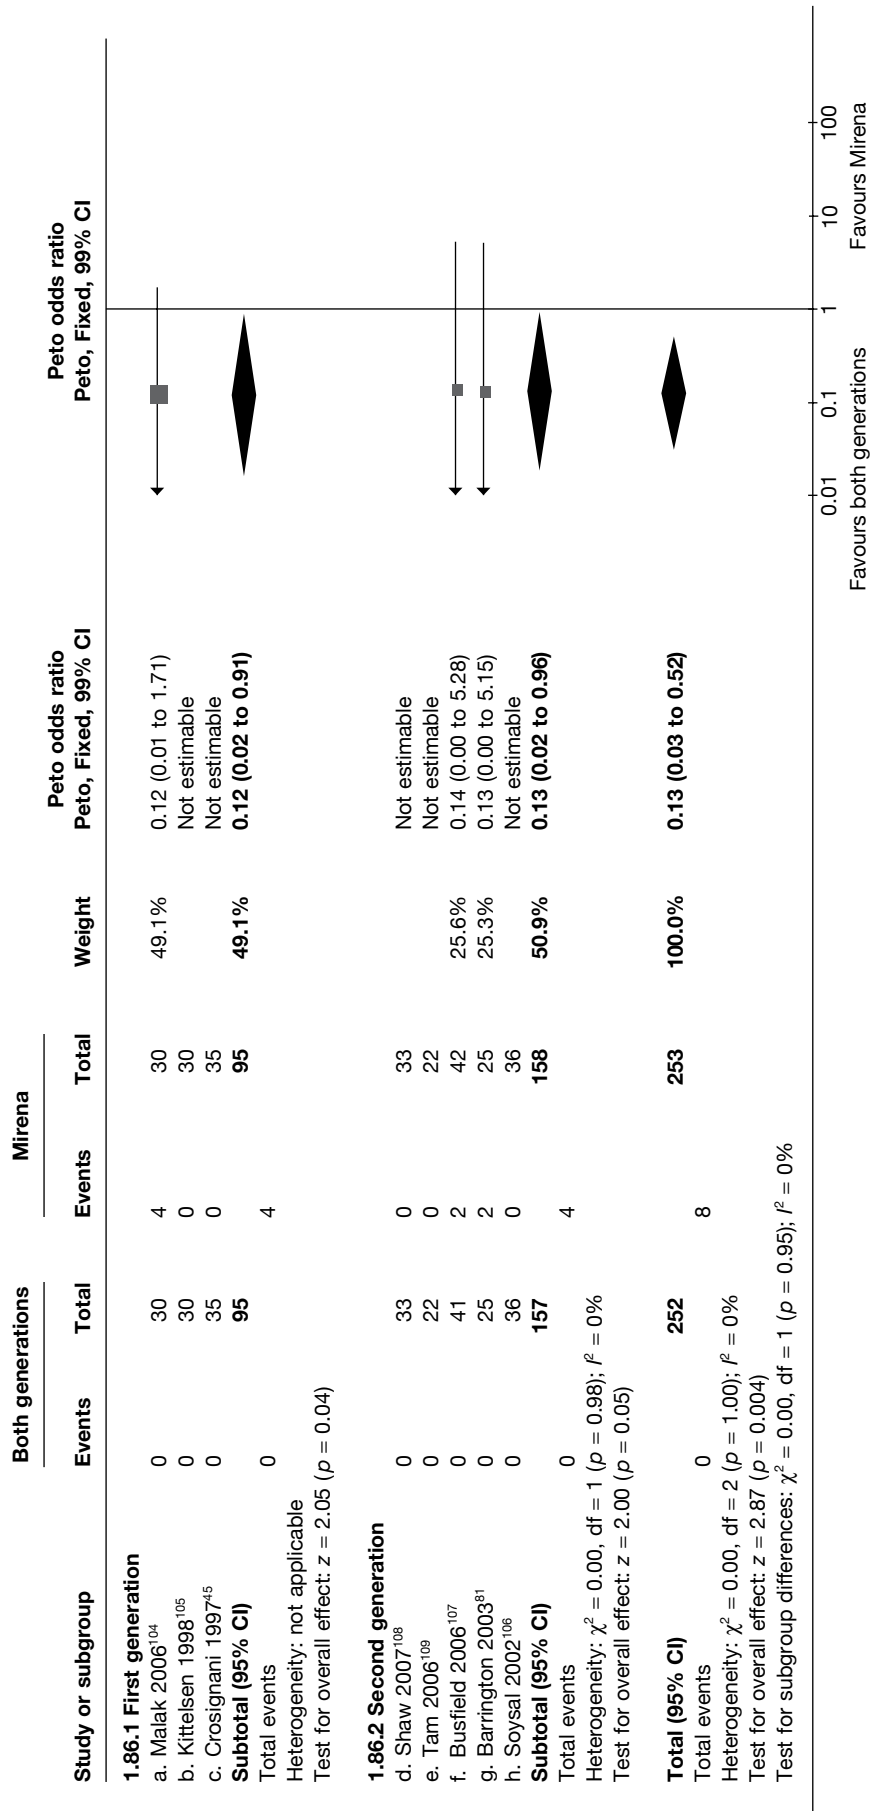 Both generations Mirena Peto odds ratio Peto odds ratio
Study or subgroup Events Total Events Total Weight Peto, Fixed, 99% CI Peto, Fixed, 99% CI
1.86.1 First generation
a. Malak 2006¹⁰⁴ 0 30 4 30 49.1% 0.12 (0.01 to 1.71)
b. Kittelsen 1998¹⁰⁵ 0 30 0 30 Not estimable
c. Crosignani 1997⁴⁵ 0 35 0 35 Not estimable
Subtotal (95% CI) 95 95 49.1% 0.12 (0.02 to 0.91)
Total events 0 4
Heterogeneity: not applicable
Test for overall effect: z = 2.05 (p = 0.04)
1.86.2 Second generation
d. Shaw 2007¹⁰⁸ 0 33 0 33 Not estimable
e. Tam 2006¹⁰⁹ 0 22 0 22 Not estimable
f. Busfield 2006¹⁰⁷ 0 41 2 42 25.6% 0.14 (0.00 to 5.28)
g. Barrington 2003⁸¹ 0 25 2 25 25.3% 0.13 (0.00 to 5.15)
h. Soysal 2002¹⁰⁶ 0 36 0 36 Not estimable
Subtotal (95% CI) 157 158 50.9% 0.13 (0.02 to 0.96)
Total events 0 4
Heterogeneity: χ² = 0.00, df = 1 (p = 0.98); I² = 0%
Test for overall effect: z = 2.00 (p = 0.05)
Total (95% CI) 252 253 100.0% 0.13 (0.03 to 0.52)
Total events 0 8
Heterogeneity: χ² = 0.00, df = 2 (p = 1.00); I² = 0%
Test for overall effect: z = 2.87 (p = 0.004)
Test for subgroup differences: χ² = 0.00, df = 1 (p = 0.95); I² = 0%
0.01 0.1 1 10 100
Favours both generations Favours Mirena